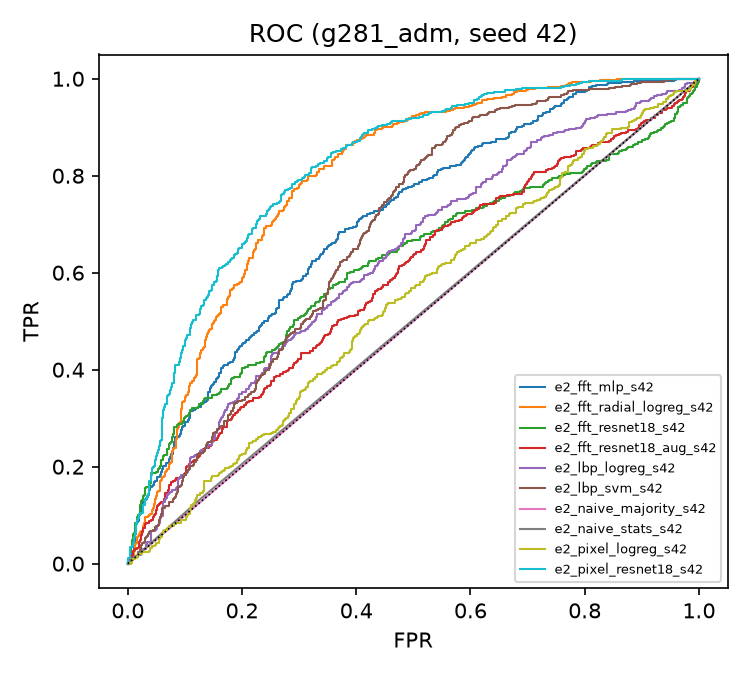 ROC (g281_adm, seed 42)
1.0
0.8
0.6
0.4
0.2
0.0
TPR
0.0 0.2 0.4 0.6 0.8 1.0
FPR
e2_fft_mlp_s42
e2_fft_radial_logreg_s42
e2_fft_resnet18_s42
e2_fft_resnet18_aug_s42
e2_lbp_logreg_s42
e2_lbp_svm_s42
e2_naive_majority_s42
e2_naive_stats_s42
e2_pixel_logreg_s42
e2_pixel_resnet18_s42